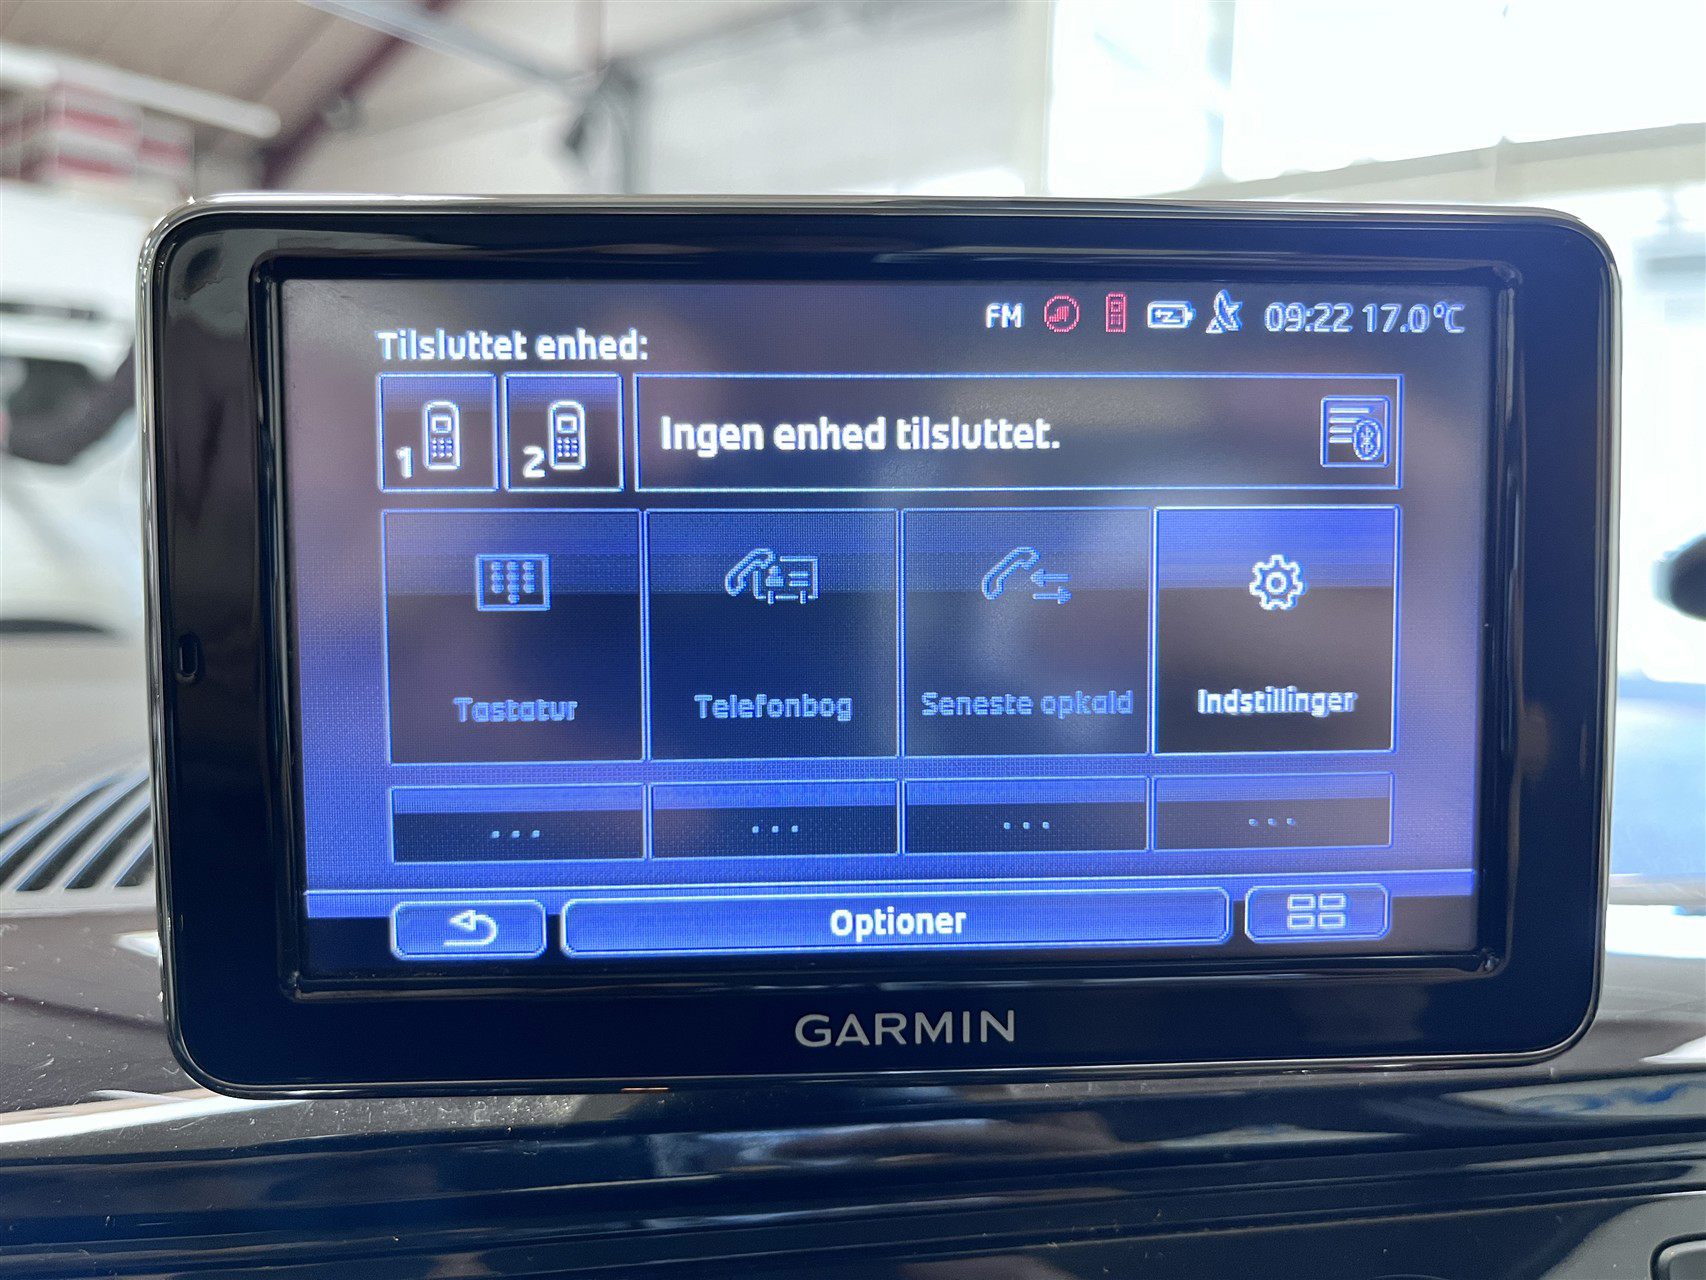 FM 09:22 17.0°C
Tilsluttet enhed:
1 2 Ingen enhed tilsluttet.
Tastatur Telefonbog Seneste opkald Indstillinger
... ... ... ...
Optioner
GARMIN